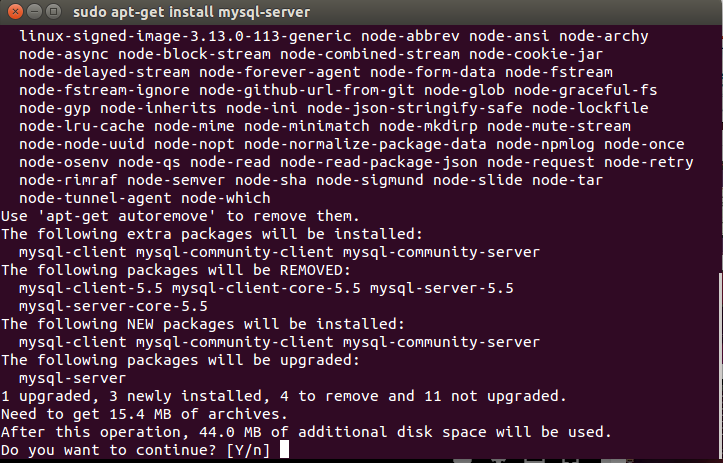 sudo apt-get install mysql-server
linux-signed-image-3.13.0-113-generic node-abbrev node-ansi node-archy
node-async node-block-stream node-combined-stream node-cookie-jar
node-delayed-stream node-forever-agent node-form-data node-fstream
node-fstream-ignore node-github-url-from-git node-glob node-graceful-fs
node-gyp node-inherits node-ini node-json-stringify-safe node-lockfile
node-lru-cache node-mime node-minimatch node-mkdirp node-mute-stream
node-node-uuid node-nopt node-normalize-package-data node-npmlog node-once
node-osenv node-qs node-read node-read-package-json node-request node-retry
node-rimraf node-semver node-sha node-sigmund node-slide node-tar
node-tunnel-agent node-which
Use 'apt-get autoremove' to remove them.
The following extra packages will be installed:
mysql-client mysql-community-client mysql-community-server
The following packages will be REMOVED:
mysql-client-5.5 mysql-client-core-5.5 mysql-server-5.5
mysql-server-core-5.5
The following NEW packages will be installed:
mysql-client mysql-community-client mysql-community-server
The following packages will be upgraded:
mysql-server
1 upgraded, 3 newly installed, 4 to remove and 11 not upgraded.
Need to get 15.4 MB of archives.
After this operation, 44.0 MB of additional disk space will be used.
Do you want to continue? [Y/n]